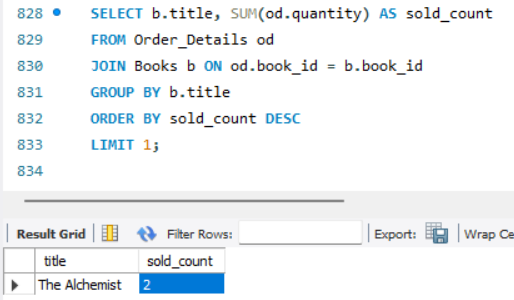 828 SELECT b.title, SUM(od.quantity) AS sold_count
829 FROM Order_Details od
830 JOIN Books b ON od.book_id = b.book_id
831 GROUP BY b.title
832 ORDER BY sold_count DESC
833 LIMIT 1;
834
Result Grid Filter Rows: Export: Wrap Ce
title sold_count
The Alchemist 2